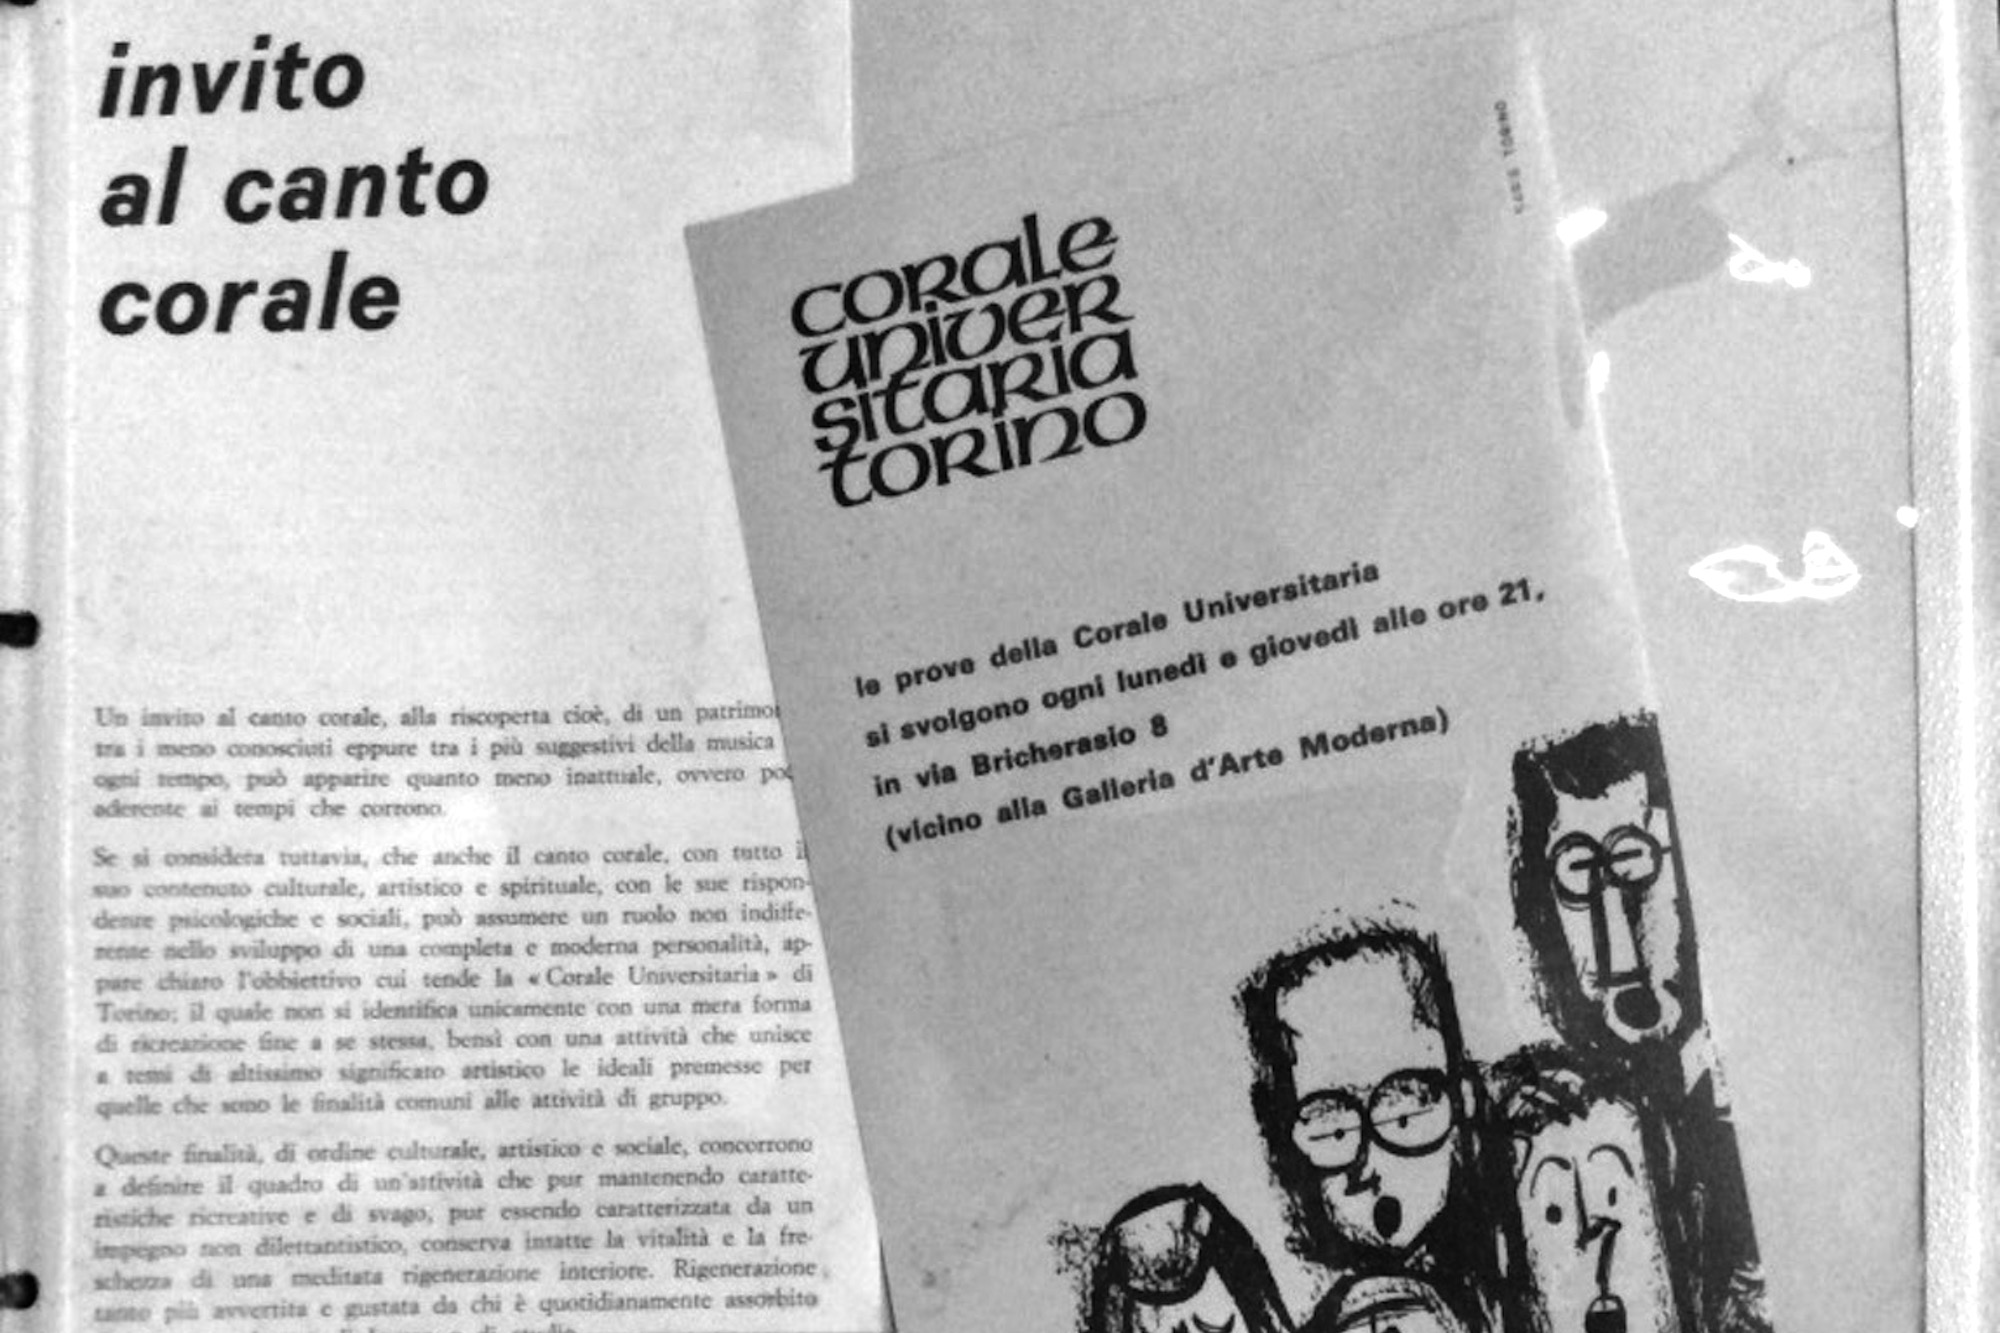 invito
al canto
corale
Un invito al canto corale, alla riscoperta cioè, di un patrimo
tra i meno conosciuti eppure tra i più suggestivi della musica
ogni tempo, può apparire quanto meno inattuale, ovvero po
aderente ai tempi che corrono.
Se si considera tuttavia, che anche il canto corale, con tutto il
suo contenuto culturale, artistico e spirituale, con le sue rispon-
denze psicologiche e sociali, può assumere un ruolo non indiffe-
rente nello sviluppo di una completa e moderna personalità, ap-
pare chiaro l'obbiettivo cui tende la « Corale Universitaria » di
Torino; il quale non si identifica unicamente con una mera forma
di ricreazione fine a se stessa, bensì con una attività che unisce
a temi di altissimo significato artistico le ideali premesse per
quelle che sono le finalità comuni alle attività di gruppo.
Queste finalità, di ordine culturale, artistico e sociale, concorrono
a definire il quadro di un'attività che pur mantenendo caratte-
ristiche ricreative e di svago, pur essendo caratterizzata da un
impegno non dilettantistico, conserva intatte la vitalità e la fre-
schezza di una meditata rigenerazione interiore. Rigenerazione
tanto più avvertita e gustata da chi è quotidianamente assorbito
corale
univer
sitaria
torino
le prove della Corale Universitaria
si svolgono ogni lunedì e giovedì alle ore 21,
in via Bricherasio 8
(vicino alla Galleria d'Arte Moderna)
TORINO